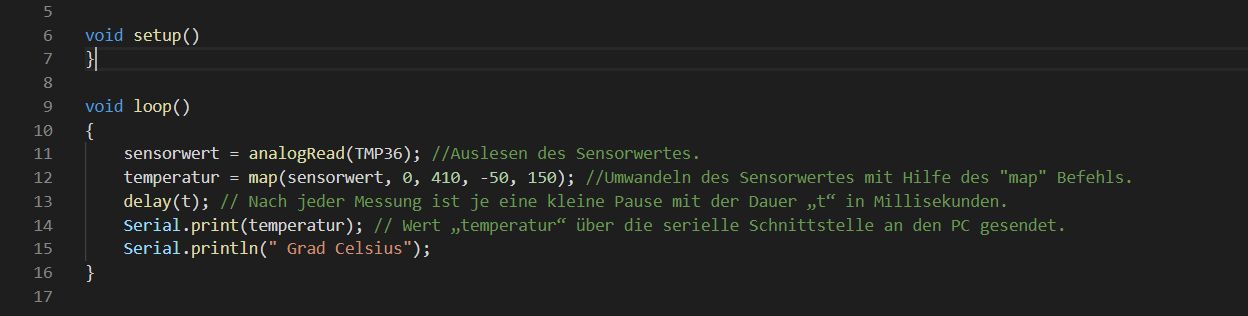 5
6 void setup()
7 }
8
9 void loop()
10 {
11 sensorwert = analogRead(TMP36); //Auslesen des Sensorwertes.
12 temperatur = map(sensorwert, 0, 410, -50, 150); //Umwandeln des Sensorwertes mit Hilfe des "map" Befehls.
13 delay(t); // Nach jeder Messung ist je eine kleine Pause mit der Dauer „t“ in Millisekunden.
14 Serial.print(temperatur); // Wert „temperatur“ über die serielle Schnittstelle an den PC gesendet.
15 Serial.println(" Grad Celsius");
16 }
17